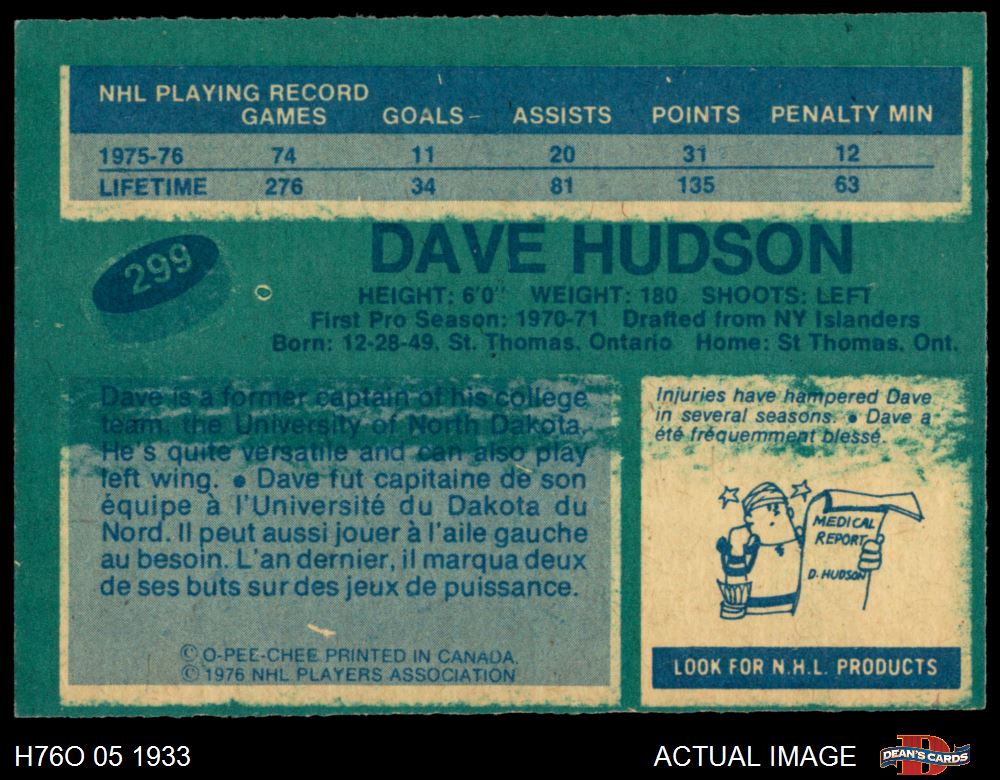 NHL PLAYING RECORD
GAMES GOALS ASSISTS POINTS PENALTY MIN
1975-76 74 11 20 31 12
LIFETIME 276 34 81 135 63
299
DAVE HUDSON
HEIGHT: 6'0" WEIGHT: 180 SHOOTS: LEFT
First Pro Season: 1970-71 Drafted from NY Islanders
Born: 12-28-49, St. Thomas, Ontario Home: St Thomas, Ont.
Dave is a former captain of his college
team, the University of North Dakota.
He's quite versatile and can also play
left wing. ● Dave fut capitaine de son
équipe à l'Université du Dakota du
Nord. Il peut aussi jouer à l'aile gauche
au besoin. L'an dernier, il marqua deux
de ses buts sur des jeux de puissance.
© O-PEE-CHEE PRINTED IN CANADA.
© 1976 NHL PLAYERS ASSOCIATION
Injuries have hampered Dave
in several seasons. ● Dave a
été fréquemment blessé.
MEDICAL
REPORT
D. HUDSON
LOOK FOR N.H.L. PRODUCTS
H76O 05 1933
ACTUAL IMAGE
DEAN'S CARDS